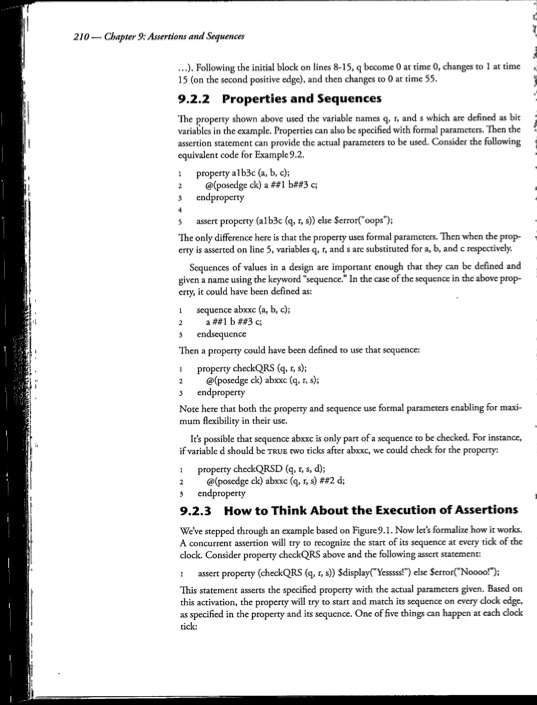 210 — Chapter 9: Assertions and Sequences
…). Following the initial block on lines 8-15, q become 0 at time 0, changes to 1 at time
15 (on the second positive edge), and then changes to 0 at time 55.
9.2.2 Properties and Sequences
The property shown above used the variable names q, r, and s which are defined as bit
variables in the example. Properties can also be specified with formal parameters. Then the
assertion statement can provide the actual parameters to be used. Consider the following
equivalent code for Example 9.2.
1 property a1b3c (a, b, c);
2 @(posedge ck) a ##1 b##3 c;
3 endproperty
4
5 assert property (a1b3c (q, r, s)) else $error("oops");
The only difference here is that the property uses formal parameters. Then when the prop-
erty is asserted on line 5, variables q, r, and s are substituted for a, b, and c respectively.
Sequences of values in a design are important enough that they can be defined and
given a name using the keyword "sequence." In the case of the sequence in the above prop-
erty, it could have been defined as:
1 sequence abxxc (a, b, c);
2 a ##1 b ##3 c;
3 endsequence
Then a property could have been defined to use that sequence:
1 property checkQRS (q, r, s);
2 @(posedge ck) abxxc (q, r, s);
3 endproperty
Note here that both the property and sequence use formal parameters enabling for maxi-
mum flexibility in their use.
It's possible that sequence abxxc is only part of a sequence to be checked. For instance,
if variable d should be TRUE two ticks after abxxc, we could check for the property:
1 property checkQRSD (q, r, s, d);
2 @(posedge ck) abxxc (q, r, s) ##2 d;
3 endproperty
9.2.3 How to Think About the Execution of Assertions
We've stepped through an example based on Figure 9.1. Now let's formalize how it works.
A concurrent assertion will try to recognize the start of its sequence at every tick of the
clock. Consider property checkQRS above and the following assert statement:
1 assert property (checkQRS (q, r, s)) $display("Yesssss!") else $error("Noooo!");
This statement asserts the specified property with the actual parameters given. Based on
this activation, the property will try to start and match its sequence on every clock edge,
as specified in the property and its sequence. One of five things can happen at each clock
tick: